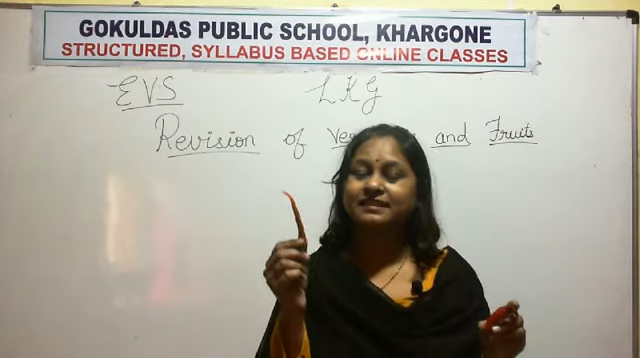 GOKULDAS PUBLIC SCHOOL, KHARGONE
STRUCTURED, SYLLABUS BASED ONLINE CLASSES
EVS LKG
Revision of and Fruits